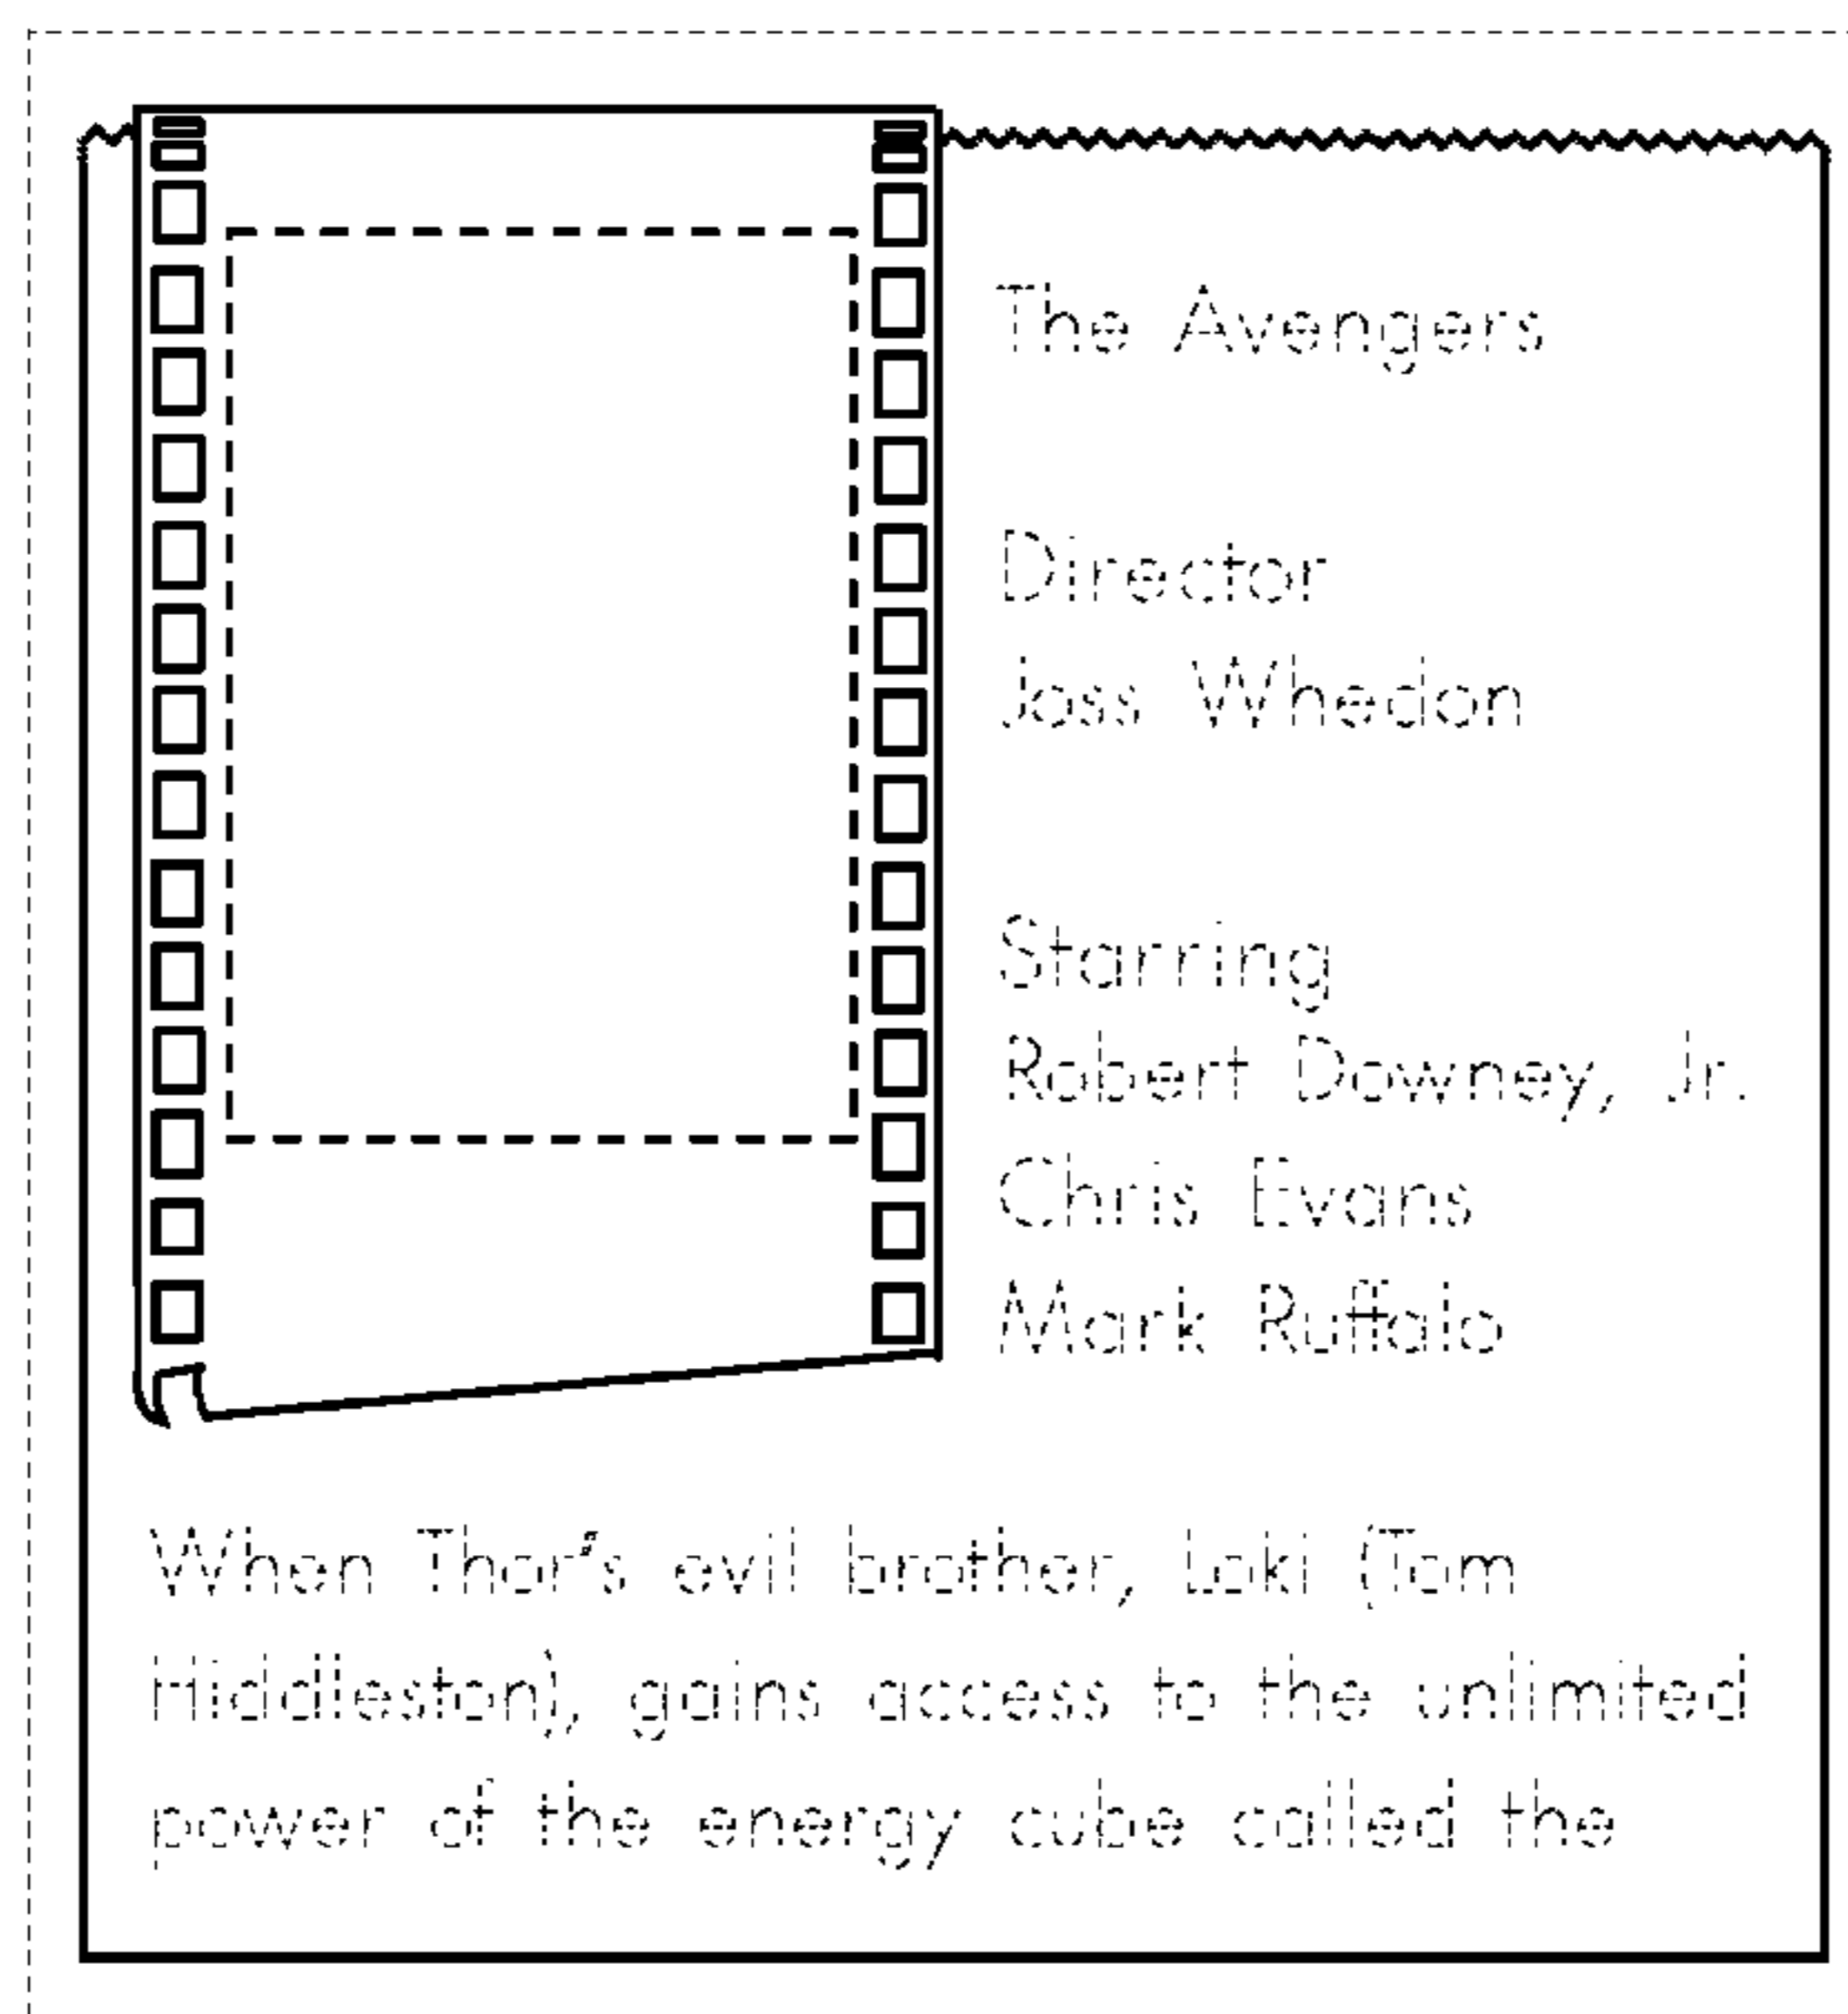 The Avengers
Director
Joss Whedon
Starring
Robert Downey, Jr.
Chris Evans
Mark Ruffalo
When Thor's evil brother, Loki (Tom
Hiddleston), gains access to the unlimited
power of the energy cube called the